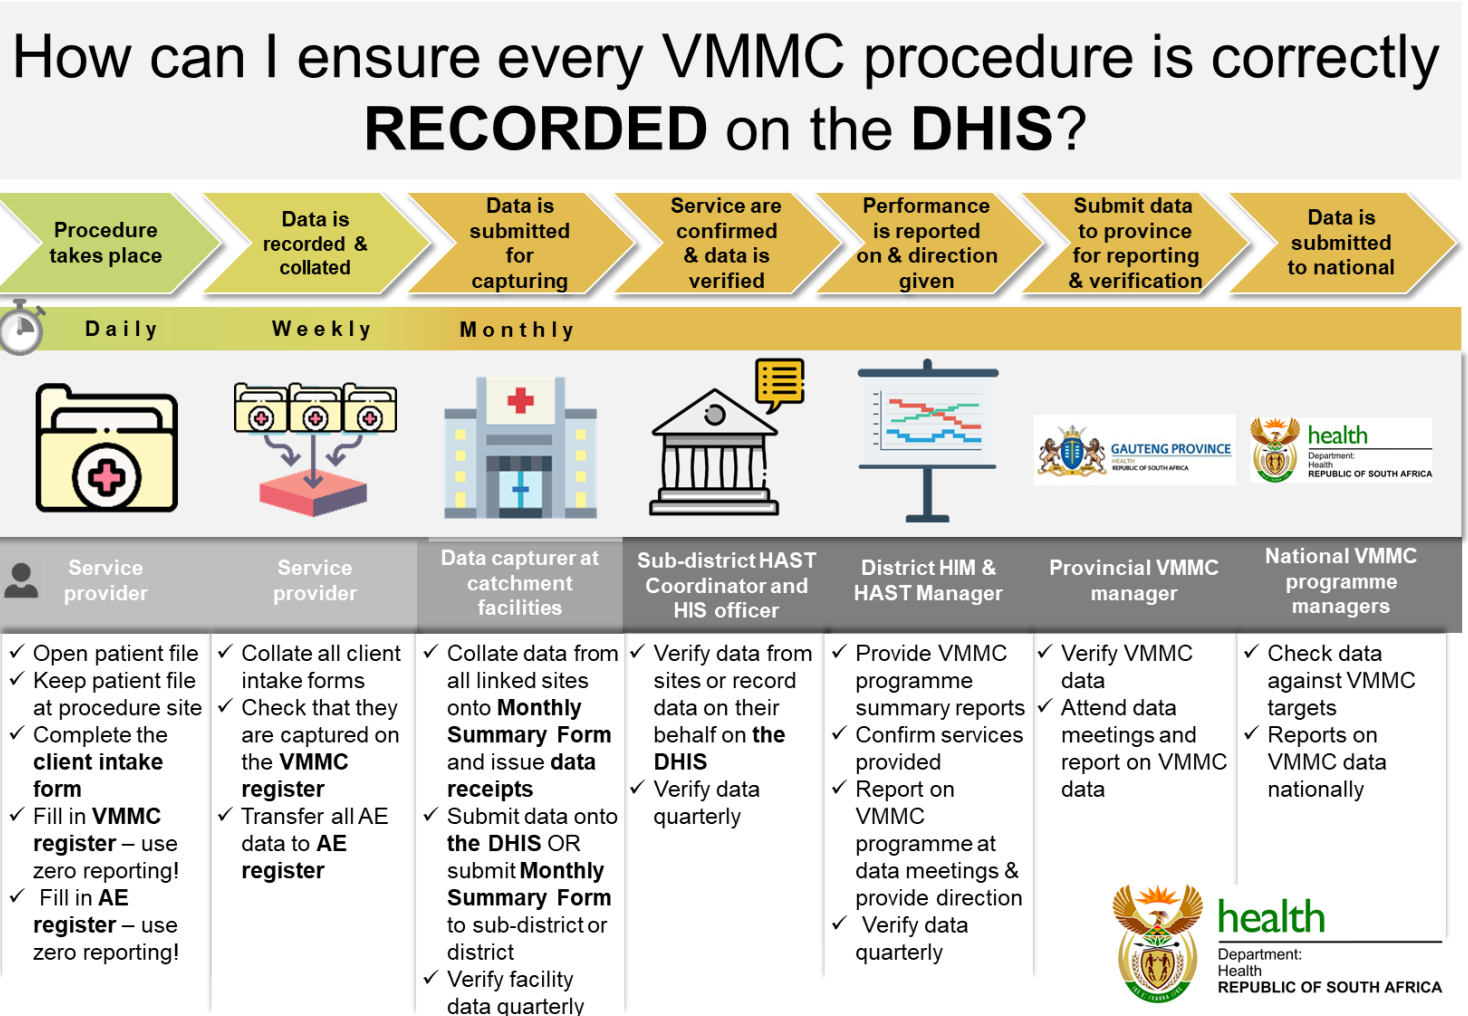 How can I ensure every VMMC procedure is correctly
RECORDED on the DHIS?
Procedure
takes place
Data is
recorded &
collated
Data is
submitted
for
capturing
Service are
confirmed
& data is
verified
Performance
is reported
on & direction
given
Submit data
to province
for reporting
& verification
Data is
submitted
to national
Daily
Weekly
Monthly
GAUTENG PROVINCE
HEALTH
REPUBLIC OF SOUTH AFRICA
health
Department:
Health
REPUBLIC OF SOUTH AFRICA
Service
provider
Service
provider
Data capturer at
catchment
facilities
Sub-district HAST
Coordinator and
HIS officer
District HIM &
HAST Manager
Provincial VMMC
manager
National VMMC
programme
managers
✓ Open patient file
✓ Keep patient file
at procedure site
✓ Complete the
client intake
form
✓ Fill in VMMC
register – use
zero reporting!
✓ Fill in AE
register – use
zero reporting!
✓ Collate all client
intake forms
✓ Check that they
are captured on
the VMMC
register
✓ Transfer all AE
data to AE
register
✓ Collate data from
all linked sites
onto Monthly
Summary Form
and issue data
receipts
✓ Submit data onto
the DHIS OR
submit Monthly
Summary Form
to sub-district or
district
✓ Verify facility
data quarterly
✓ Verify data from
sites or record
data on their
behalf on the
DHIS
✓ Verify data
quarterly
✓ Provide VMMC
programme
summary reports
✓ Confirm services
provided
✓ Report on
VMMC
programme at
data meetings &
provide direction
✓ Verify data
quarterly
✓ Verify VMMC
data
✓ Attend data
meetings and
report on VMMC
data
✓ Check data
against VMMC
targets
✓ Reports on
VMMC data
nationally
health
Department:
Health
REPUBLIC OF SOUTH AFRICA